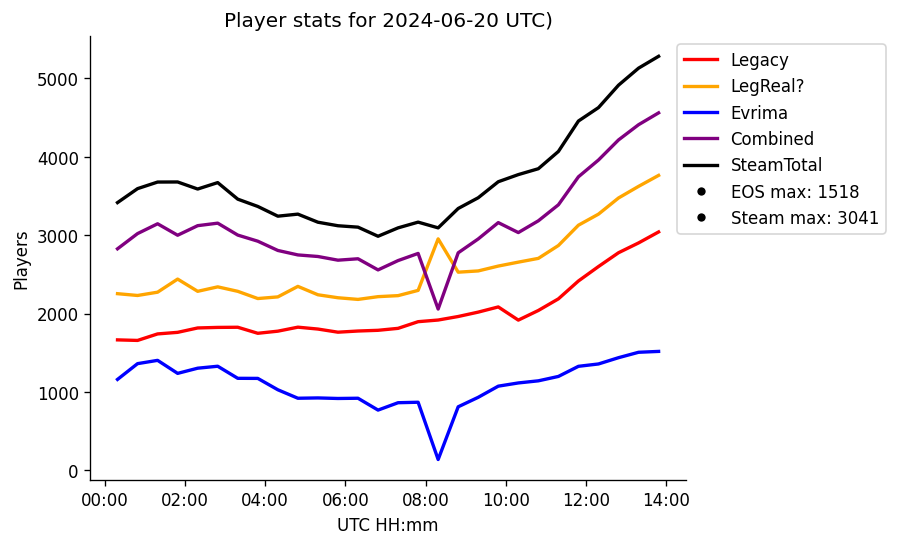 Player stats for 2024-06-20 UTC)
Legacy
LegReal?
Evrima
Combined
SteamTotal
EOS max: 1518
Steam max: 3041
Players
5000
4000
3000
2000
1000
0
00:00 02:00 04:00 06:00 08:00 10:00 12:00 14:00
UTC HH:mm